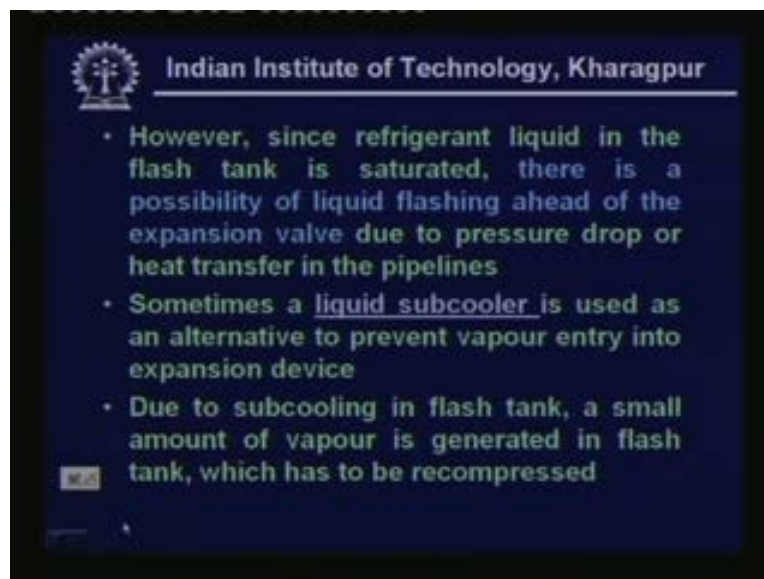 Indian Institute of Technology, Kharagpur
• However, since refrigerant liquid in the
flash tank is saturated, there is a
possibility of liquid flashing ahead of the
expansion valve due to pressure drop or
heat transfer in the pipelines
• Sometimes a liquid subcooler is used as
an alternative to prevent vapour entry into
expansion device
• Due to subcooling in flash tank, a small
amount of vapour is generated in flash
tank, which has to be recompressed